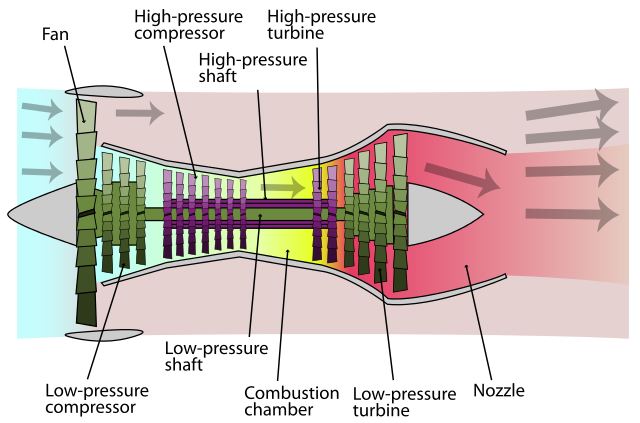 Fan
High-pressure
compressor
High-pressure
turbine
High-pressure
shaft
Low-pressure
shaft
Low-pressure
compressor
Combustion
chamber
Low-pressure
turbine
Nozzle